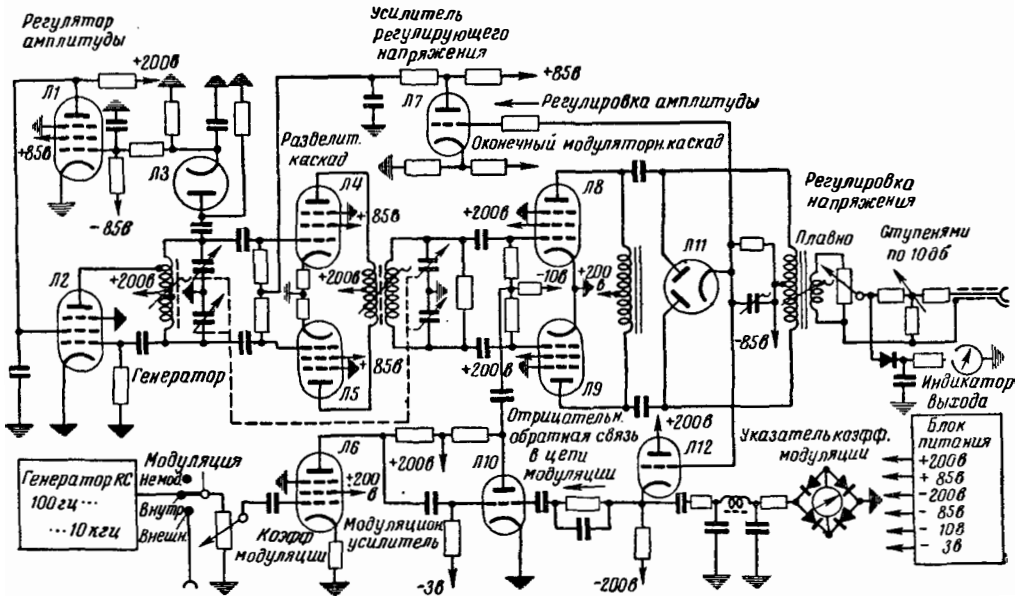 Регулятор
амплитуды
+200в
Л1
+85в
-85в
Л3
Усилитель
регулирующего
напряжения
+85в
Л7
Регулировка амплитуды
Оконечный модуляторн. каскад
Разделит.
каскад
Л4
+85в
+200в
Л8
Л11
Регулировка
напряжения
Плавно
Ступенями
по 10дб
Л2
+200в
+200в
-10в
+200
в
-85в
Генератор
+85в
Л5
+200в
Л9
Индикатор
выхода
Л6
+200в
+200
в
Л10
Отрицательн.
обратная связь
в цепи
модуляции
+200в
Л12
Указатель коэфф.
модуляции
Генератор RC
100гц...
...10кгц
Модуляция
немод.
Внутр.
Внешн.
Коэфф
модуляции
Модуляцион
усилитель
-3в
-200в
Блок
питания
+200в
+ 85в
-200в
- 85в
- 10в
- 3в